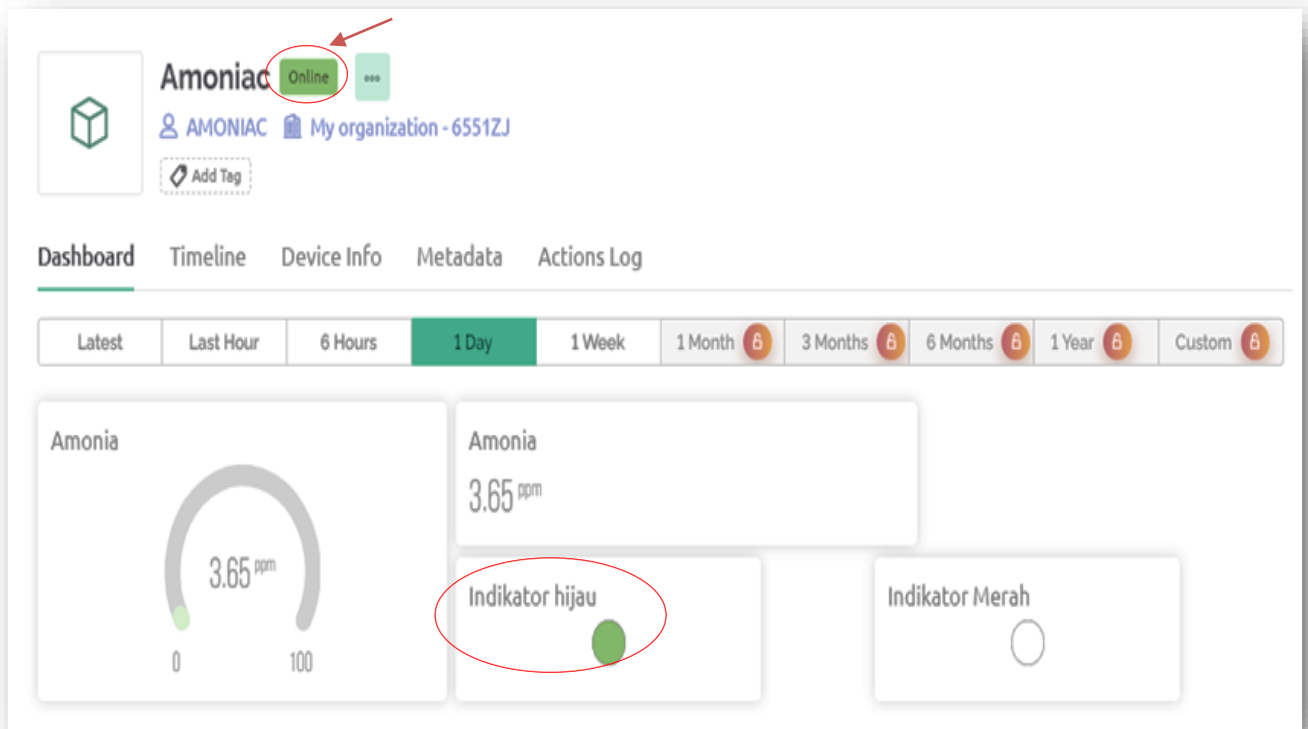 Amoniac Online
AMONIAC My organization - 6551ZJ
Add Tag
Dashboard Timeline Device Info Metadata Actions Log
Latest Last Hour 6 Hours 1 Day 1 Week 1 Month 3 Months 6 Months 1 Year Custom
Amonia
3.65 ppm
0 100
Amonia
3.65 ppm
Indikator hijau
Indikator Merah